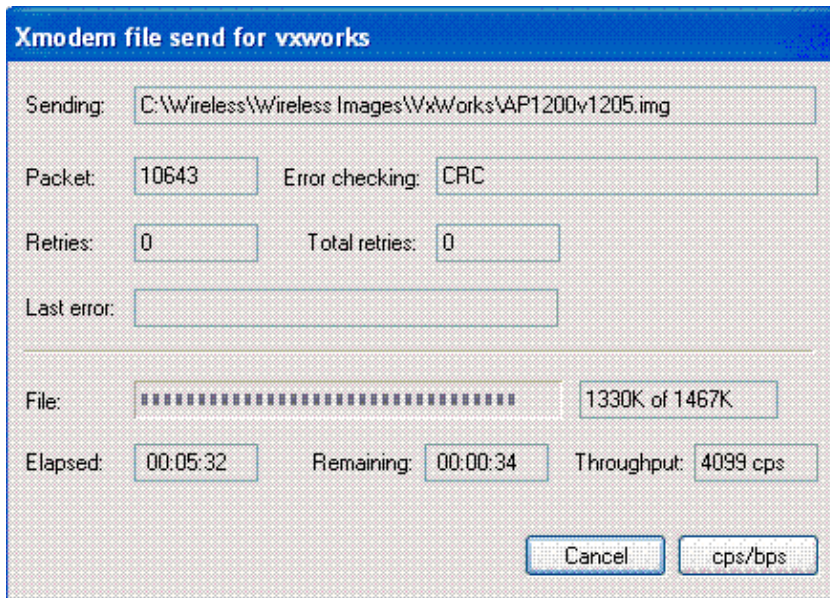 Xmodem file send for vxworks
Sending: C:\Wireless\Wireless Images\VxWorks\AP1200v1205.img
Packet: 10643 Error checking: CRC
Retries: 0 Total retries: 0
Last error:
File: 1330K of 1467K
Elapsed: 00:05:32 Remaining: 00:00:34 Throughput: 4099 cps
Cancel cps/bps